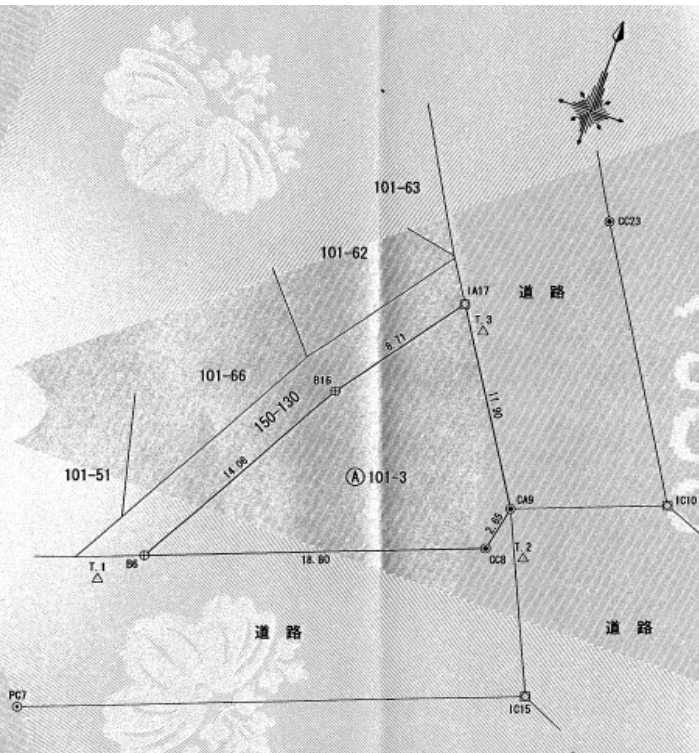 101-63
CC23
101-62
IA17
道 路
T.3
8.71
101-66
B16
11.90
150-130
14.06
101-51
Ⓐ101-3
CA9
IC10
2.65
CC8
T.2
T.1
B6
18.80
道 路
道 路
PC7
IC15